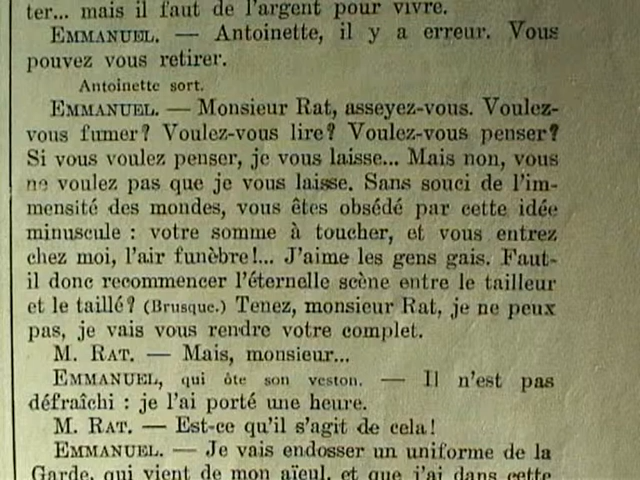 ter... mais il faut de l'argent pour vivre.
EMMANUEL. — Antoinette, il y a erreur. Vous
pouvez vous retirer.
Antoinette sort.
EMMANUEL. — Monsieur Rat, asseyez-vous. Voulez-
vous fumer? Voulez-vous lire? Voulez-vous penser?
Si vous voulez penser, je vous laisse... Mais non, vous
ne voulez pas que je vous laisse. Sans souci de l'im-
mensité des mondes, vous êtes obsédé par cette idée
minuscule : votre somme à toucher, et vous entrez
chez moi, l'air funèbre!... J'aime les gens gais. Faut-
il donc recommencer l'éternelle scène entre le tailleur
et le taillé? (Brusque.) Tenez, monsieur Rat, je ne peux
pas, je vais vous rendre votre complet.
M. RAT. — Mais, monsieur...
EMMANUEL, qui ôte son veston. — Il n'est pas
défraîchi : je l'ai porté une heure.
M. RAT. — Est-ce qu'il s'agit de cela!
EMMANUEL. — Je vais endosser un uniforme de la
Garde, qui vient de mon aïeul, et que j'ai dans cette